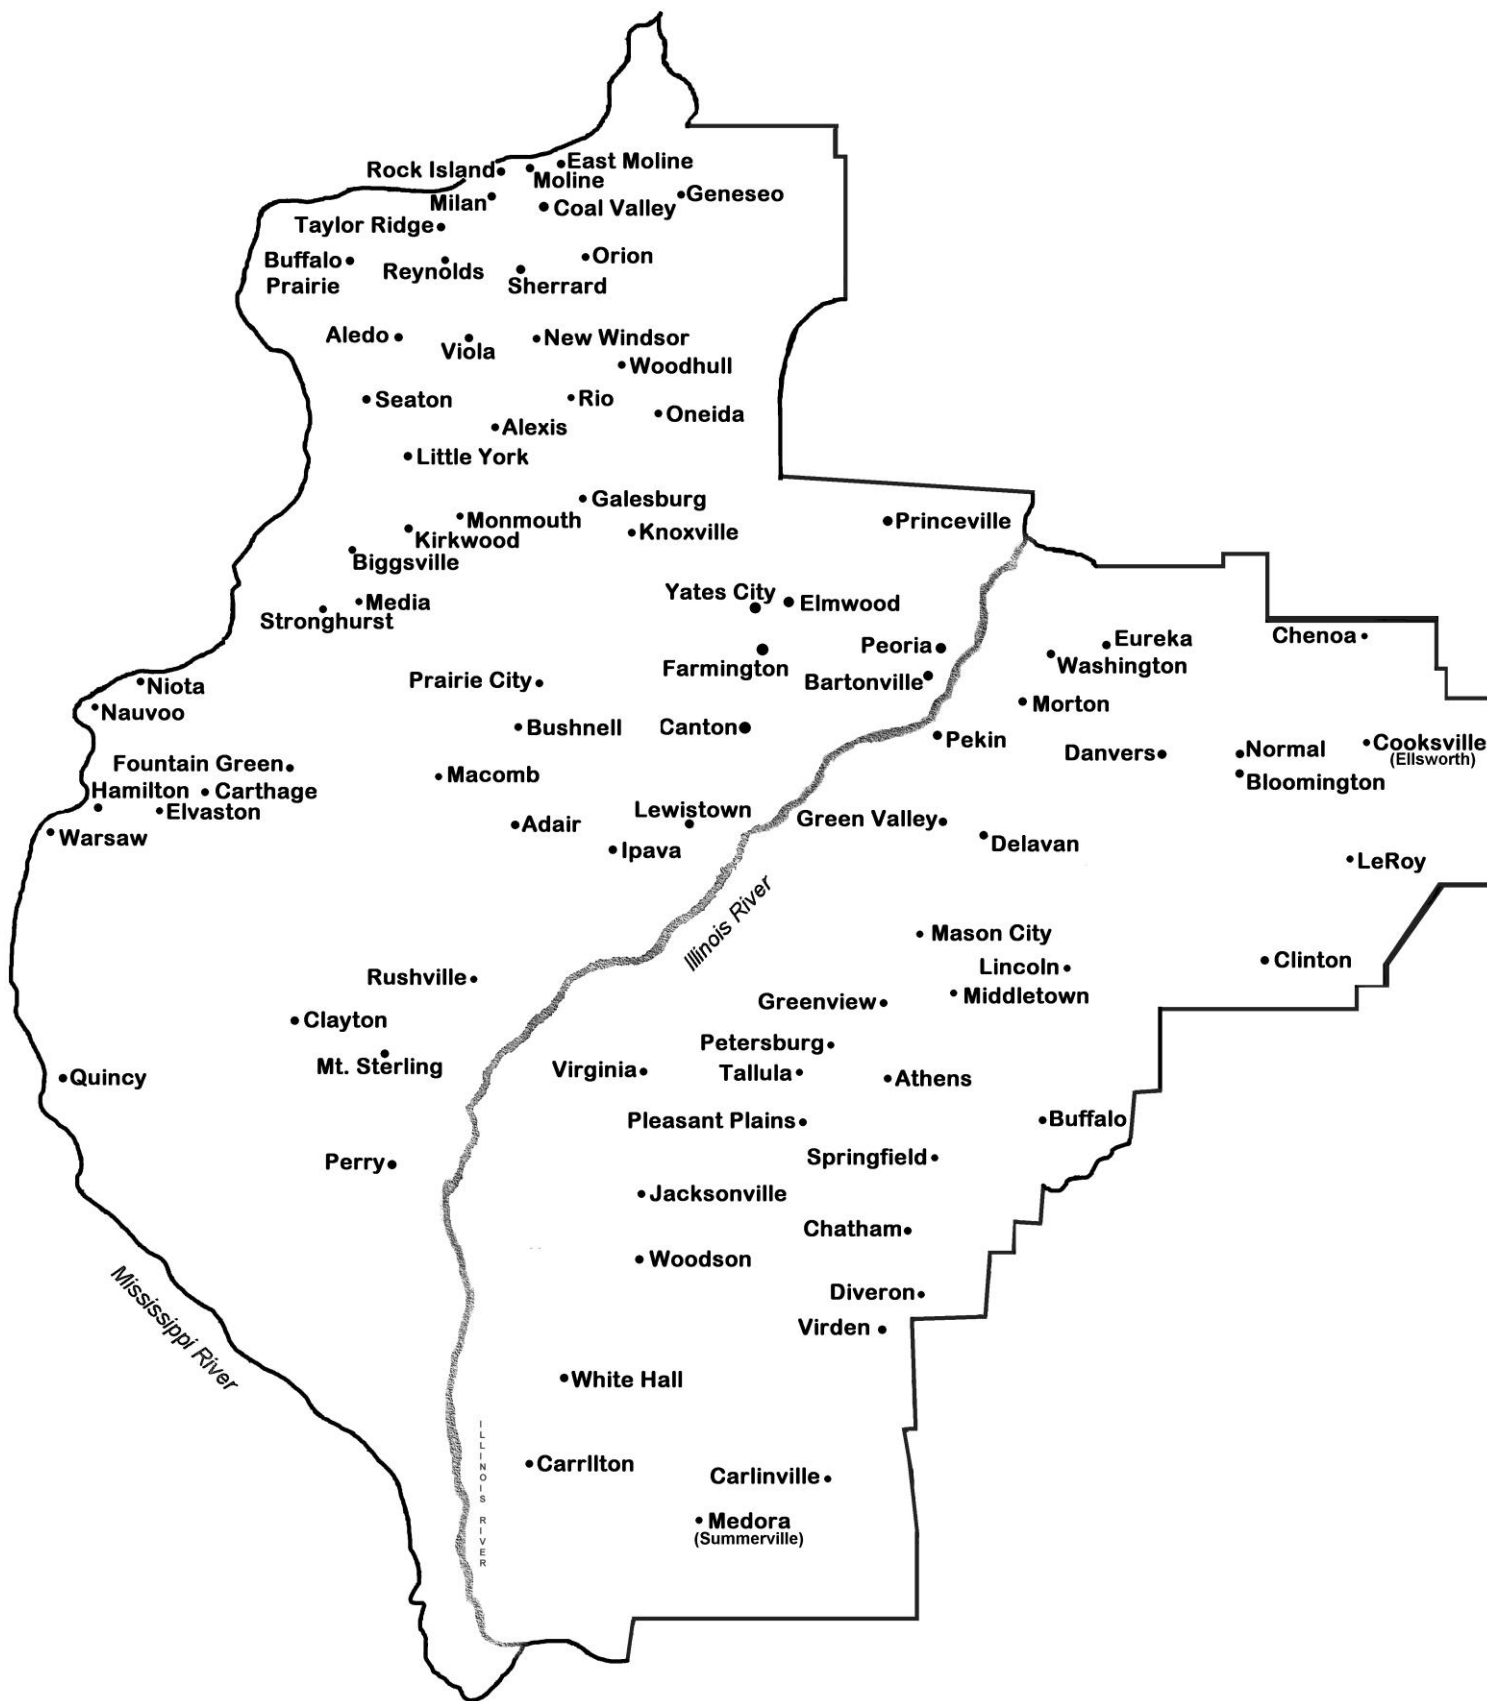 East Moline
Rock Island
Moline
Geneseo
Milan
Coal Valley
Taylor Ridge
Orion
Buffalo
Prairie
Reynolds
Sherrard
Aledo
New Windsor
Viola
Woodhull
Seaton
Rio
Oneida
Alexis
Little York
Galesburg
Monmouth
Princeville
Knoxville
Kirkwood
Biggsville
Yates City
Elmwood
Media
Stronghurst
Chenoa
Eureka
Peoria
Washington
Farmington
Prairie City
Bartonville
Niota
Morton
Nauvoo
Bushnell
Canton
Pekin
Cooksville
(Ellsworth)
Normal
Danvers
Fountain Green
Macomb
Bloomington
Hamilton
Carthage
Elvaston
Lewistown
Green Valley
Adair
Warsaw
Delavan
Ipava
LeRoy
Illinois River
Mason City
Clinton
Lincoln
Rushville
Middletown
Greenview
Clayton
Petersburg
Mt. Sterling
Virginia
Tallula
Quincy
Athens
Buffalo
Pleasant Plains
Springfield
Perry
Jacksonville
Chatham
Woodson
Diveron
Mississippi River
Virden
White Hall
ILLINOIS RIVER
Carrllton
Carlinville
Medora
(Summerville)